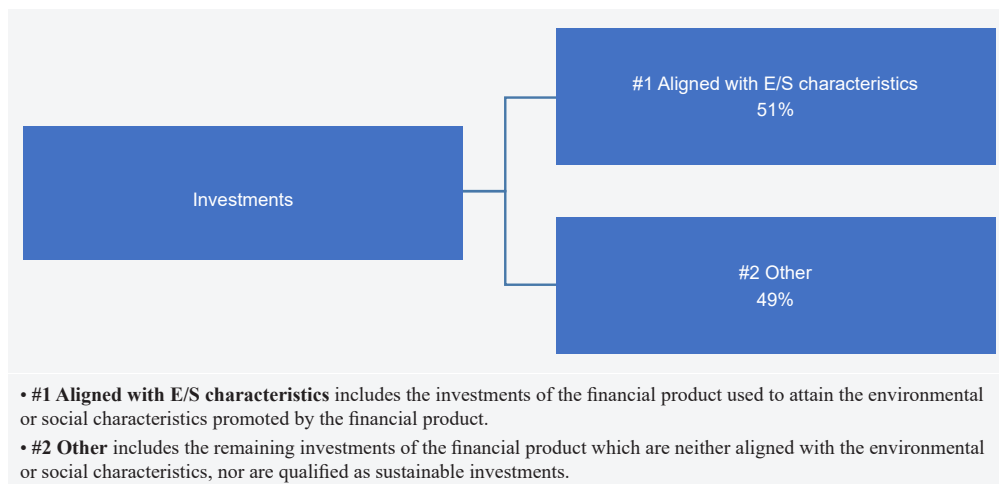 #1 Aligned with E/S characteristics
51%
Investments
#2 Other
49%
• #1 Aligned with E/S characteristics includes the investments of the financial product used to attain the environmental
or social characteristics promoted by the financial product.
• #2 Other includes the remaining investments of the financial product which are neither aligned with the environmental
or social characteristics, nor are qualified as sustainable investments.